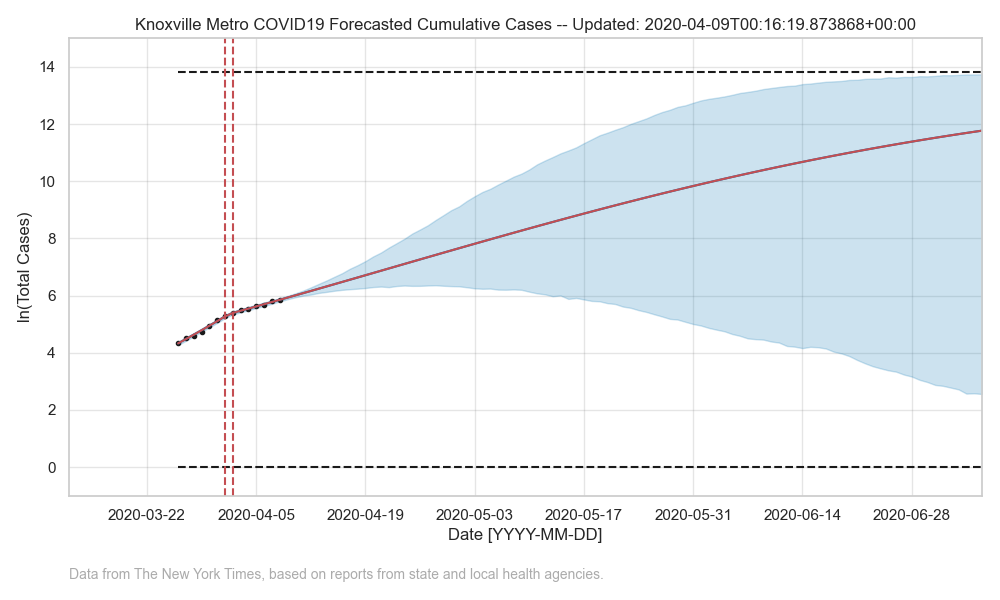 Knoxville Metro COVID19 Forecasted Cumulative Cases -- Updated: 2020-04-09T00:16:19.873868+00:00
ln(Total Cases)
14
12
10
8
6
4
2
0
2020-03-22 2020-04-05 2020-04-19 2020-05-03 2020-05-17 2020-05-31 2020-06-14 2020-06-28
Date [YYYY-MM-DD]
Data from The New York Times, based on reports from state and local health agencies.